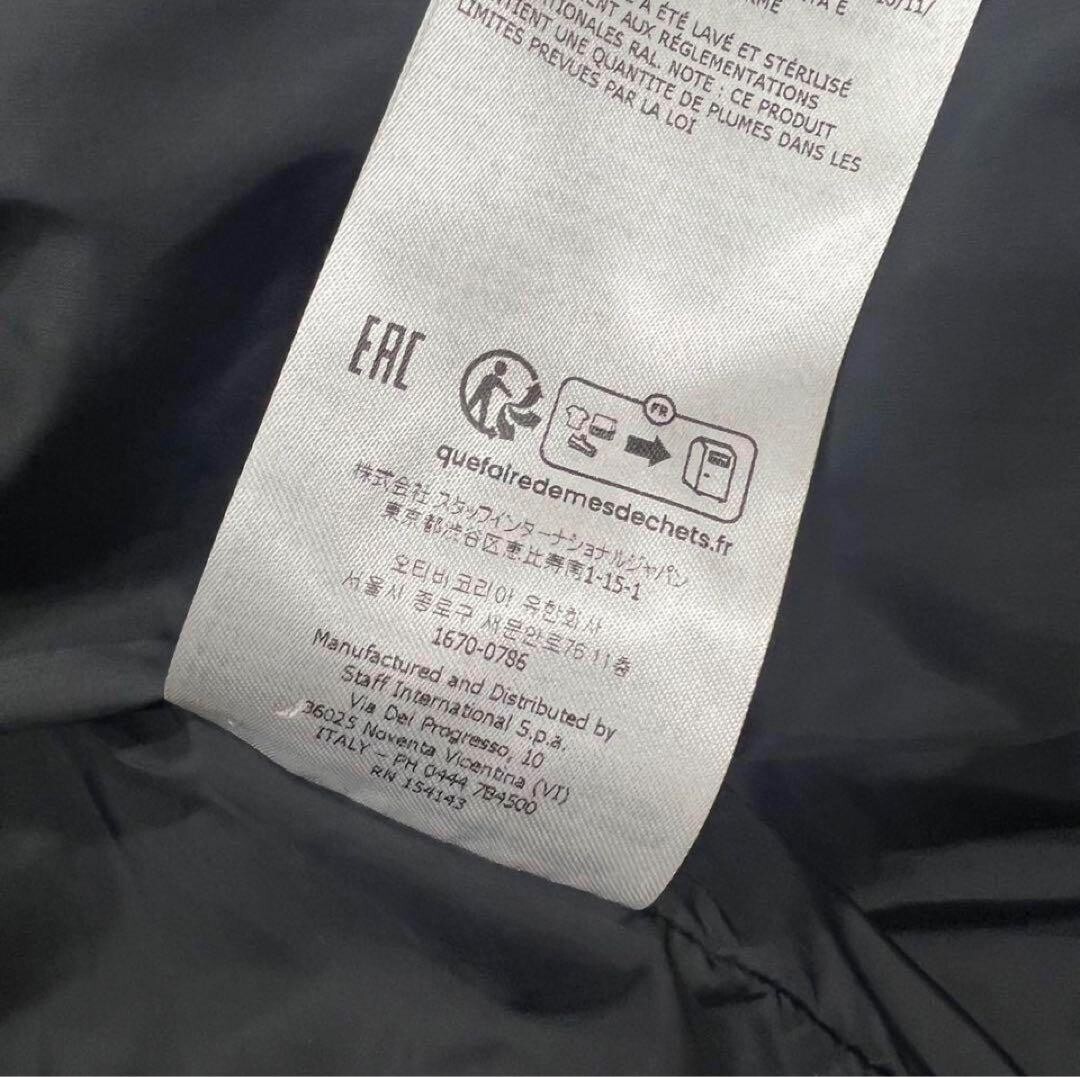 10/11/
A ÉTÉ LAVÉ ET STÉRILISÉ
ENT AUX RÉGLEMENTATIONS
TIONALES RAL. NOTE : CE PRODUIT
TIENT UNE QUANTITE DE PLUMES DANS LES
LIMITES PREVUES PAR LA LOI
EAC
FR
quefairedemesdechets.fr
株式会社 スタッフインターナショナルジャパン
東京都渋谷区恵比寿南1-15-1
오티비 코리아 유한회사
서울시 종로구 새문안로76 11층
1670-0786
Manufactured and Distributed by
Staff International S.p.a.
Via Del Progresso, 10
36025 Noventa Vicentina (VI)
ITALY - PH 0444 784500
RN 154143